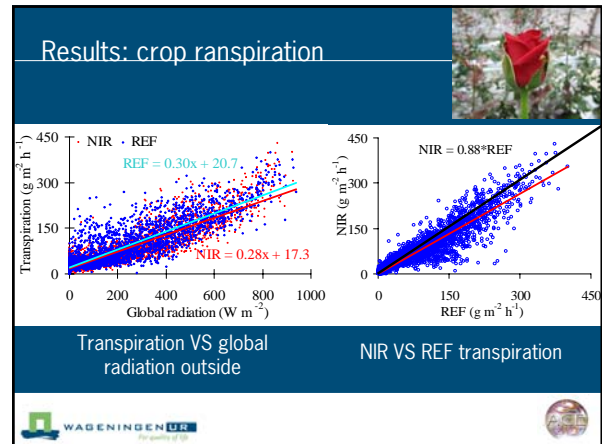 Results: crop ranspiration
Transpiration (g m⁻² h⁻¹)
450
300
150
0
NIR REF
REF = 0.30x + 20.7
NIR = 0.28x + 17.3
0 200 400 600 800 1000
Global radiation (W m⁻²)
NIR (g m⁻² h⁻¹)
450
300
150
0
NIR = 0.88*REF
0 150 300 450
REF (g m⁻² h⁻¹)
Transpiration VS global
radiation outside
NIR VS REF transpiration
WAGENINGEN UR
For quality of life